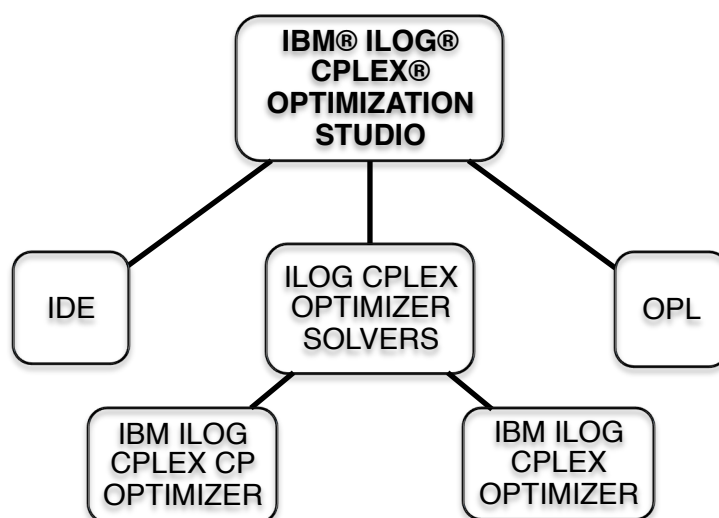 IBM® ILOG®
CPLEX®
OPTIMIZATION
STUDIO
IDE
ILOG CPLEX
OPTIMIZER
SOLVERS
OPL
IBM ILOG
CPLEX CP
OPTIMIZER
IBM ILOG
CPLEX
OPTIMIZER